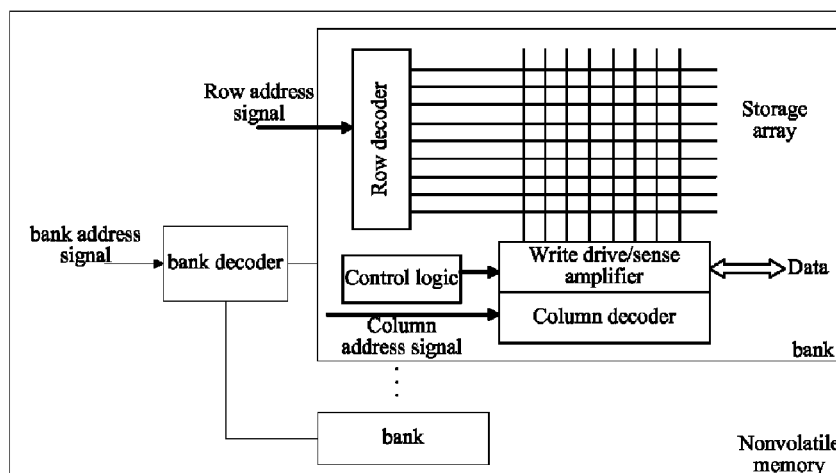 Row address
signal
Row decoder
Storage
array
bank address
signal
bank decoder
Control logic
Write drive/sense
amplifier
Data
Column decoder
Column
address signal
bank
bank
Nonvolatile
memory